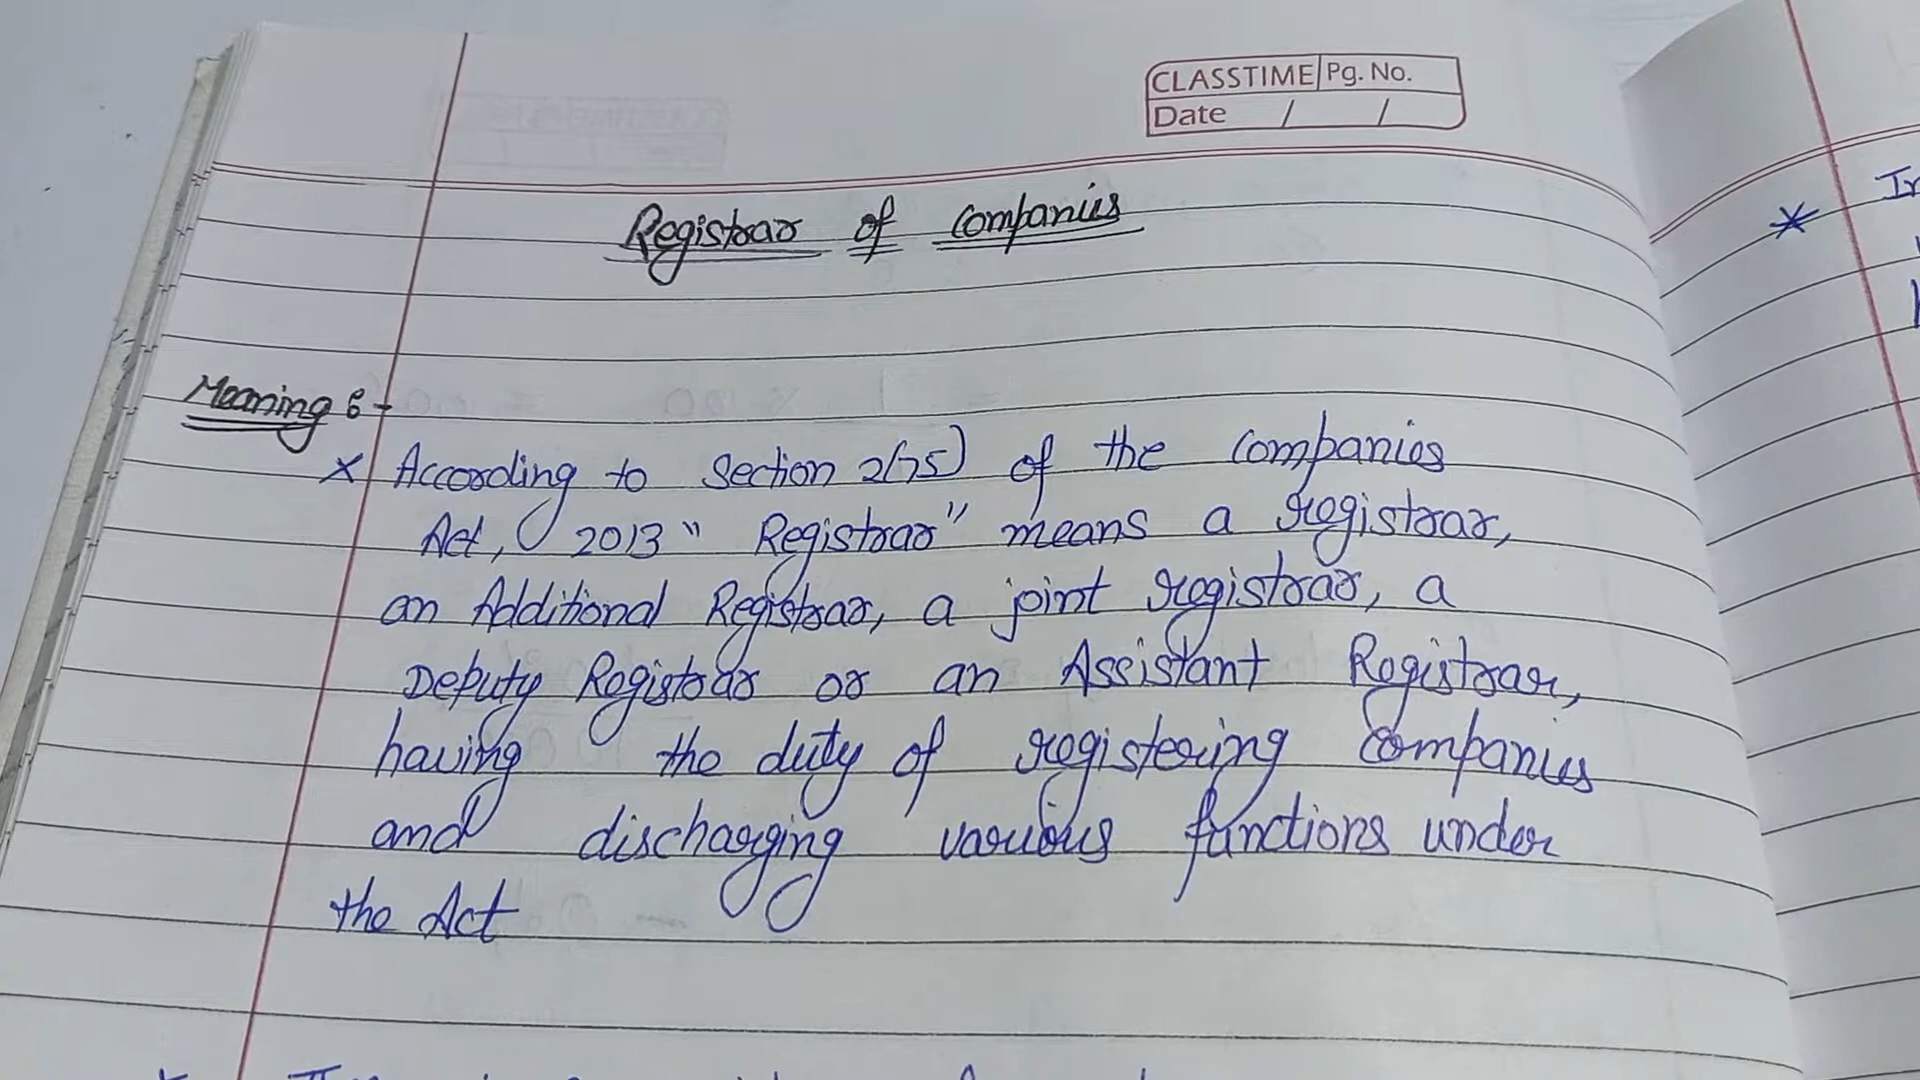 CLASSTIME Pg. No.
Date / /
Registrar of Companies
Meaning :-
According to Section 2(75) of the Companies
Act, 2013 " Registrar" means a registrar,
an Additional Registrar, a joint registrar, a
Deputy Registrar or an Assistant Registrar,
having the duty of registering Companies
and discharging various functions under
the Act